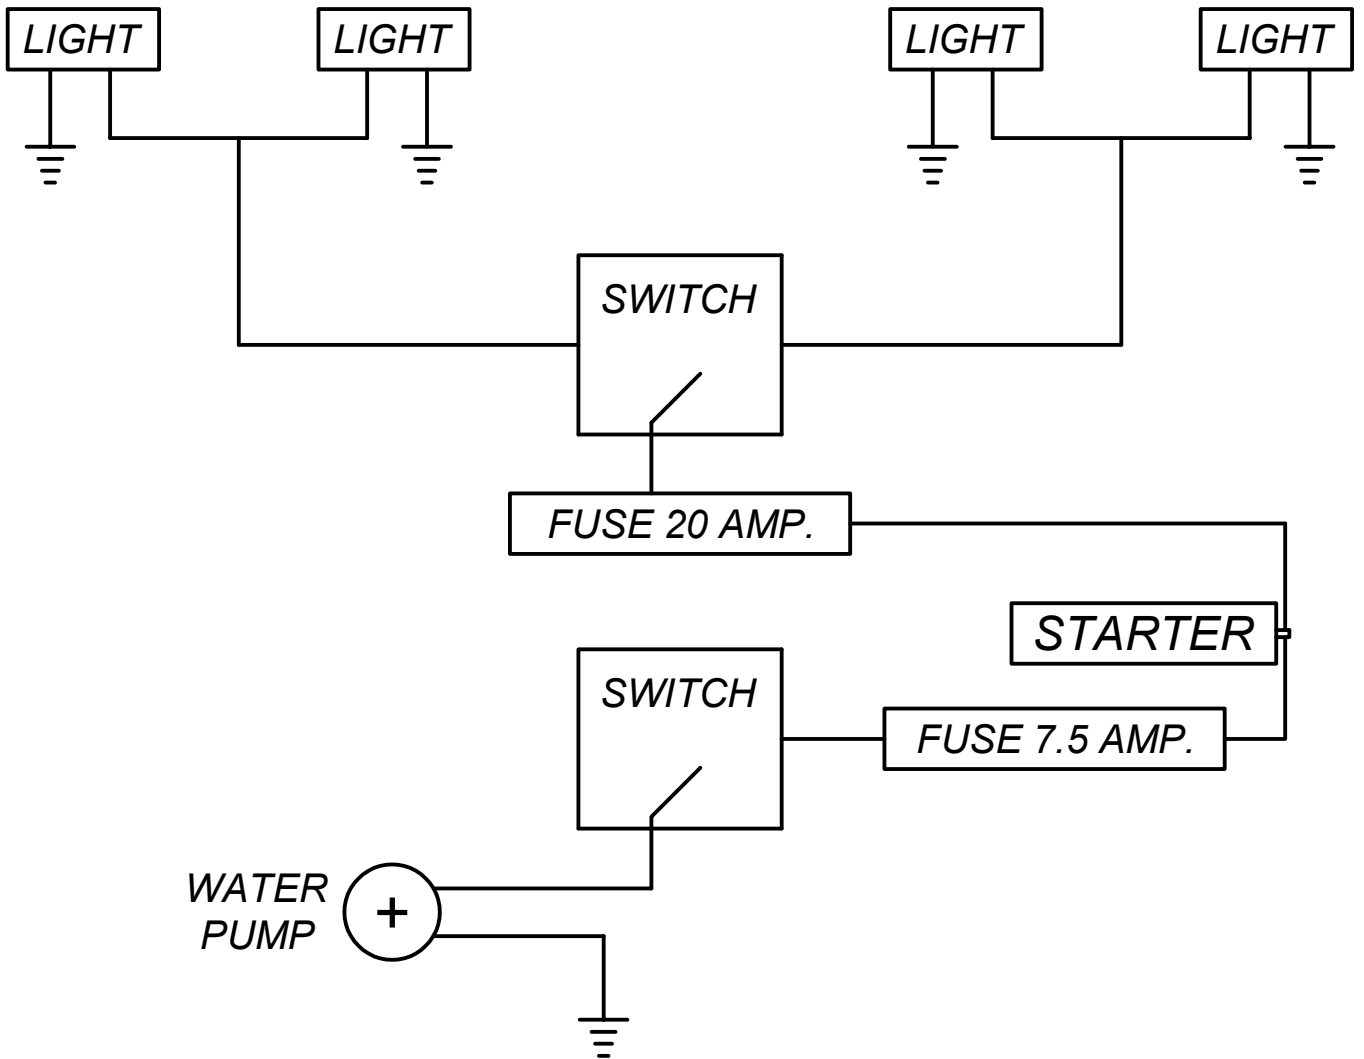 LIGHT
LIGHT
LIGHT
LIGHT
SWITCH
FUSE 20 AMP.
STARTER
SWITCH
FUSE 7.5 AMP.
WATER
PUMP
+